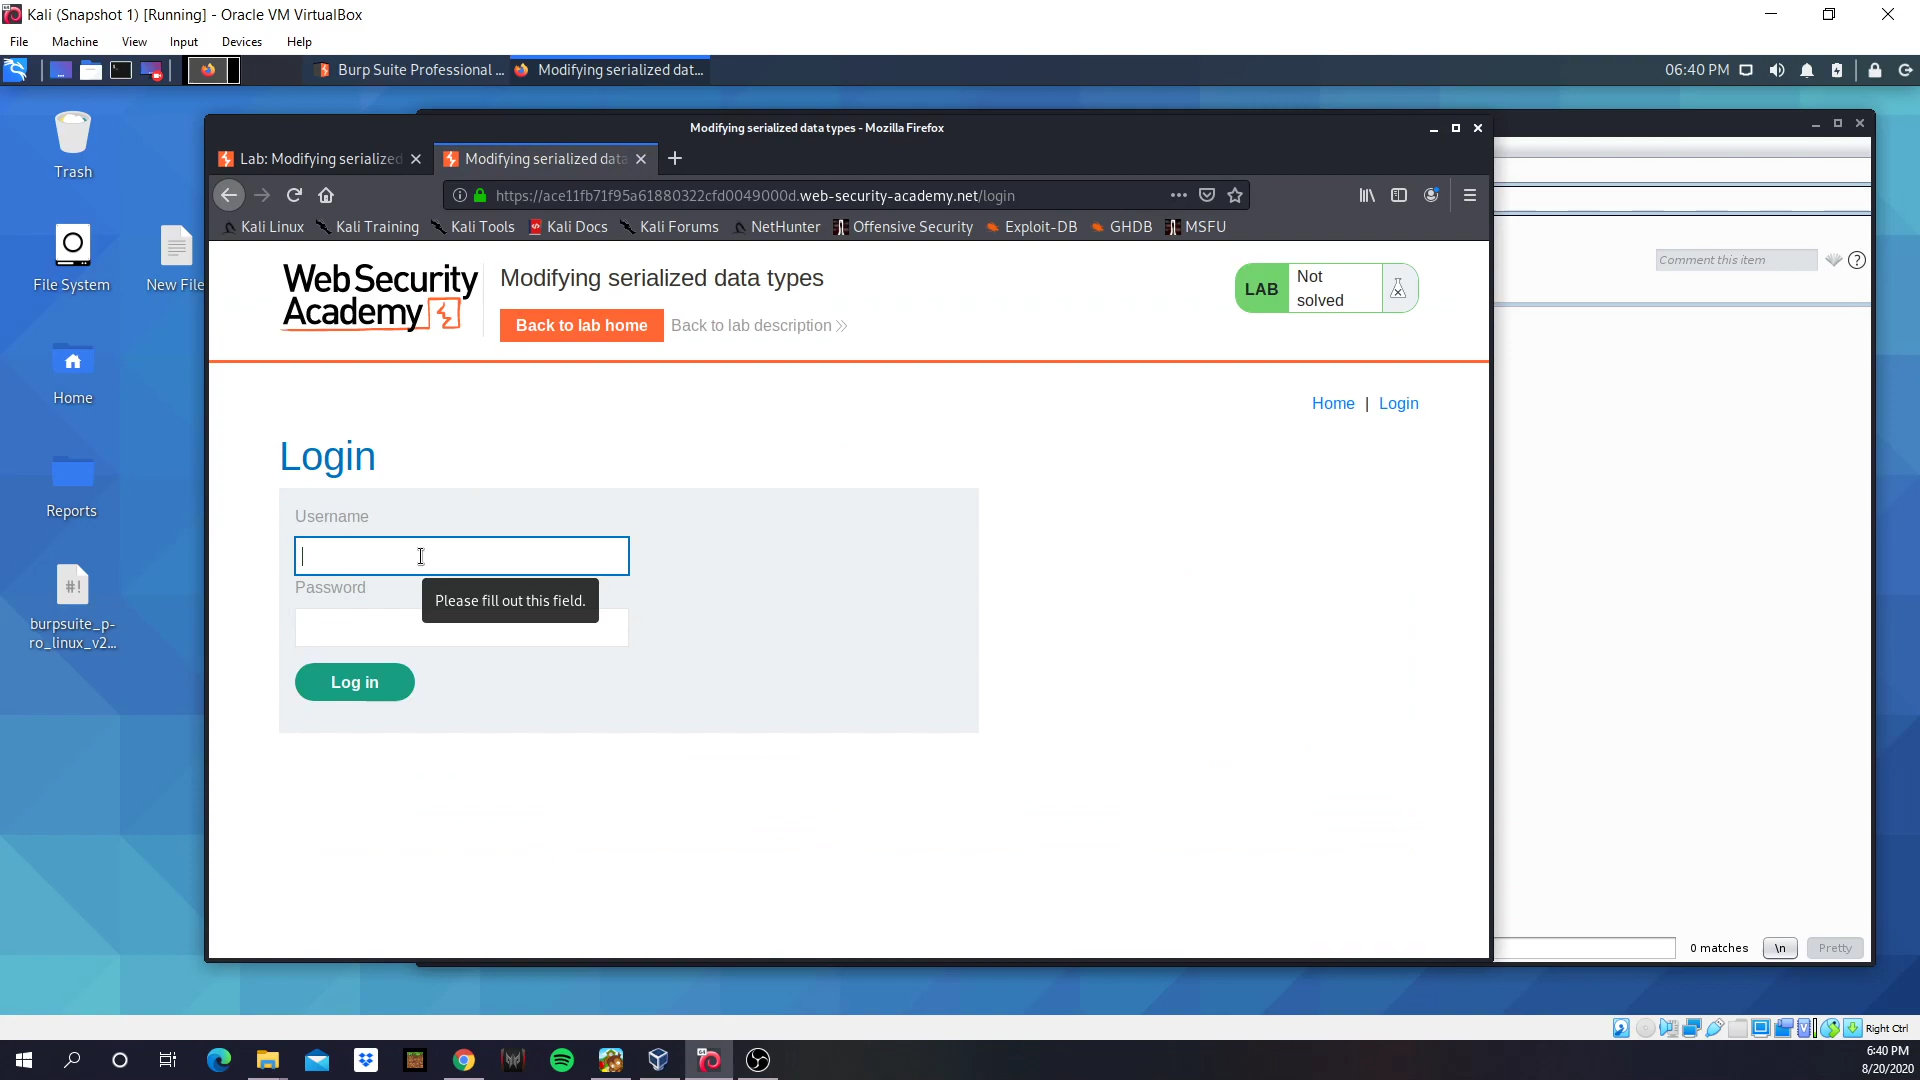 Kali (Snapshot 1) [Running] - Oracle VM VirtualBox
File Machine View Input Devices Help
Burp Suite Professional ... Modifying serialized dat... 06:40 PM
Modifying serialized data types - Mozilla Firefox
Lab: Modifying serialized Modifying serialized data
https://ace11fb71f95a61880322cfd0049000d.web-security-academy.net/login
Kali Linux Kali Training Kali Tools Kali Docs Kali Forums NetHunter Offensive Security Exploit-DB GHDB MSFU
Trash
File System New File
Home
Reports
#!
burpsuite_p-
ro_linux_v2...
Web Security
Academy
Modifying serialized data types
Back to lab home Back to lab description
LAB Not
solved
Comment this item ?
Home | Login
Login
Username
Password
Please fill out this field.
Log in
0 matches \n Pretty
Right Ctrl
6:40 PM
8/20/2020